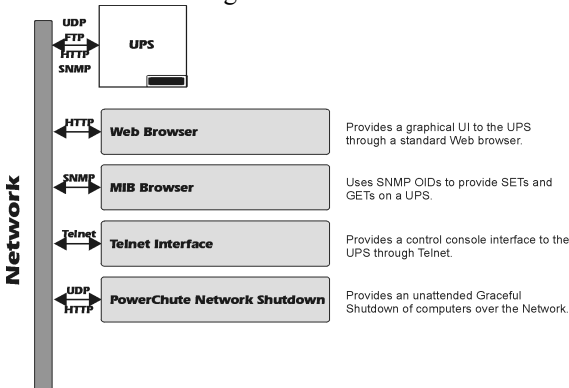 UDP
FTP
HTTP
SNMP
UPS
HTTP
Web Browser
Provides a graphical UI to the UPS
through a standard Web browser.
SNMP
MIB Browser
Uses SNMP OIDs to provide SETs and
GETs on a UPS.
Telnet
Telnet Interface
Provides a control console interface to the
UPS through Telnet.
UDP
HTTP
PowerChute Network Shutdown
Provides an unattended Graceful
Shutdown of computers over the Network.
Network